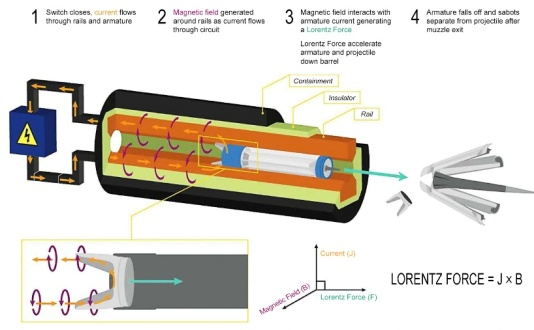 1 Switch closes, current flows
through rails and armature
2 Magnetic field generated
around rails as current flows
through circuit
3 Magnetic field interacts with
armature current generating
a Lorentz Force
Lorentz Force accelerate
armature and projectile
down barrel
4 Armature falls off and sabots
separate from projectile after
muzzle exit
Containment
Insulator
Rail
Current (J)
Magnetic Field (B)
Lorentz Force (F)
LORENTZ FORCE = J x B